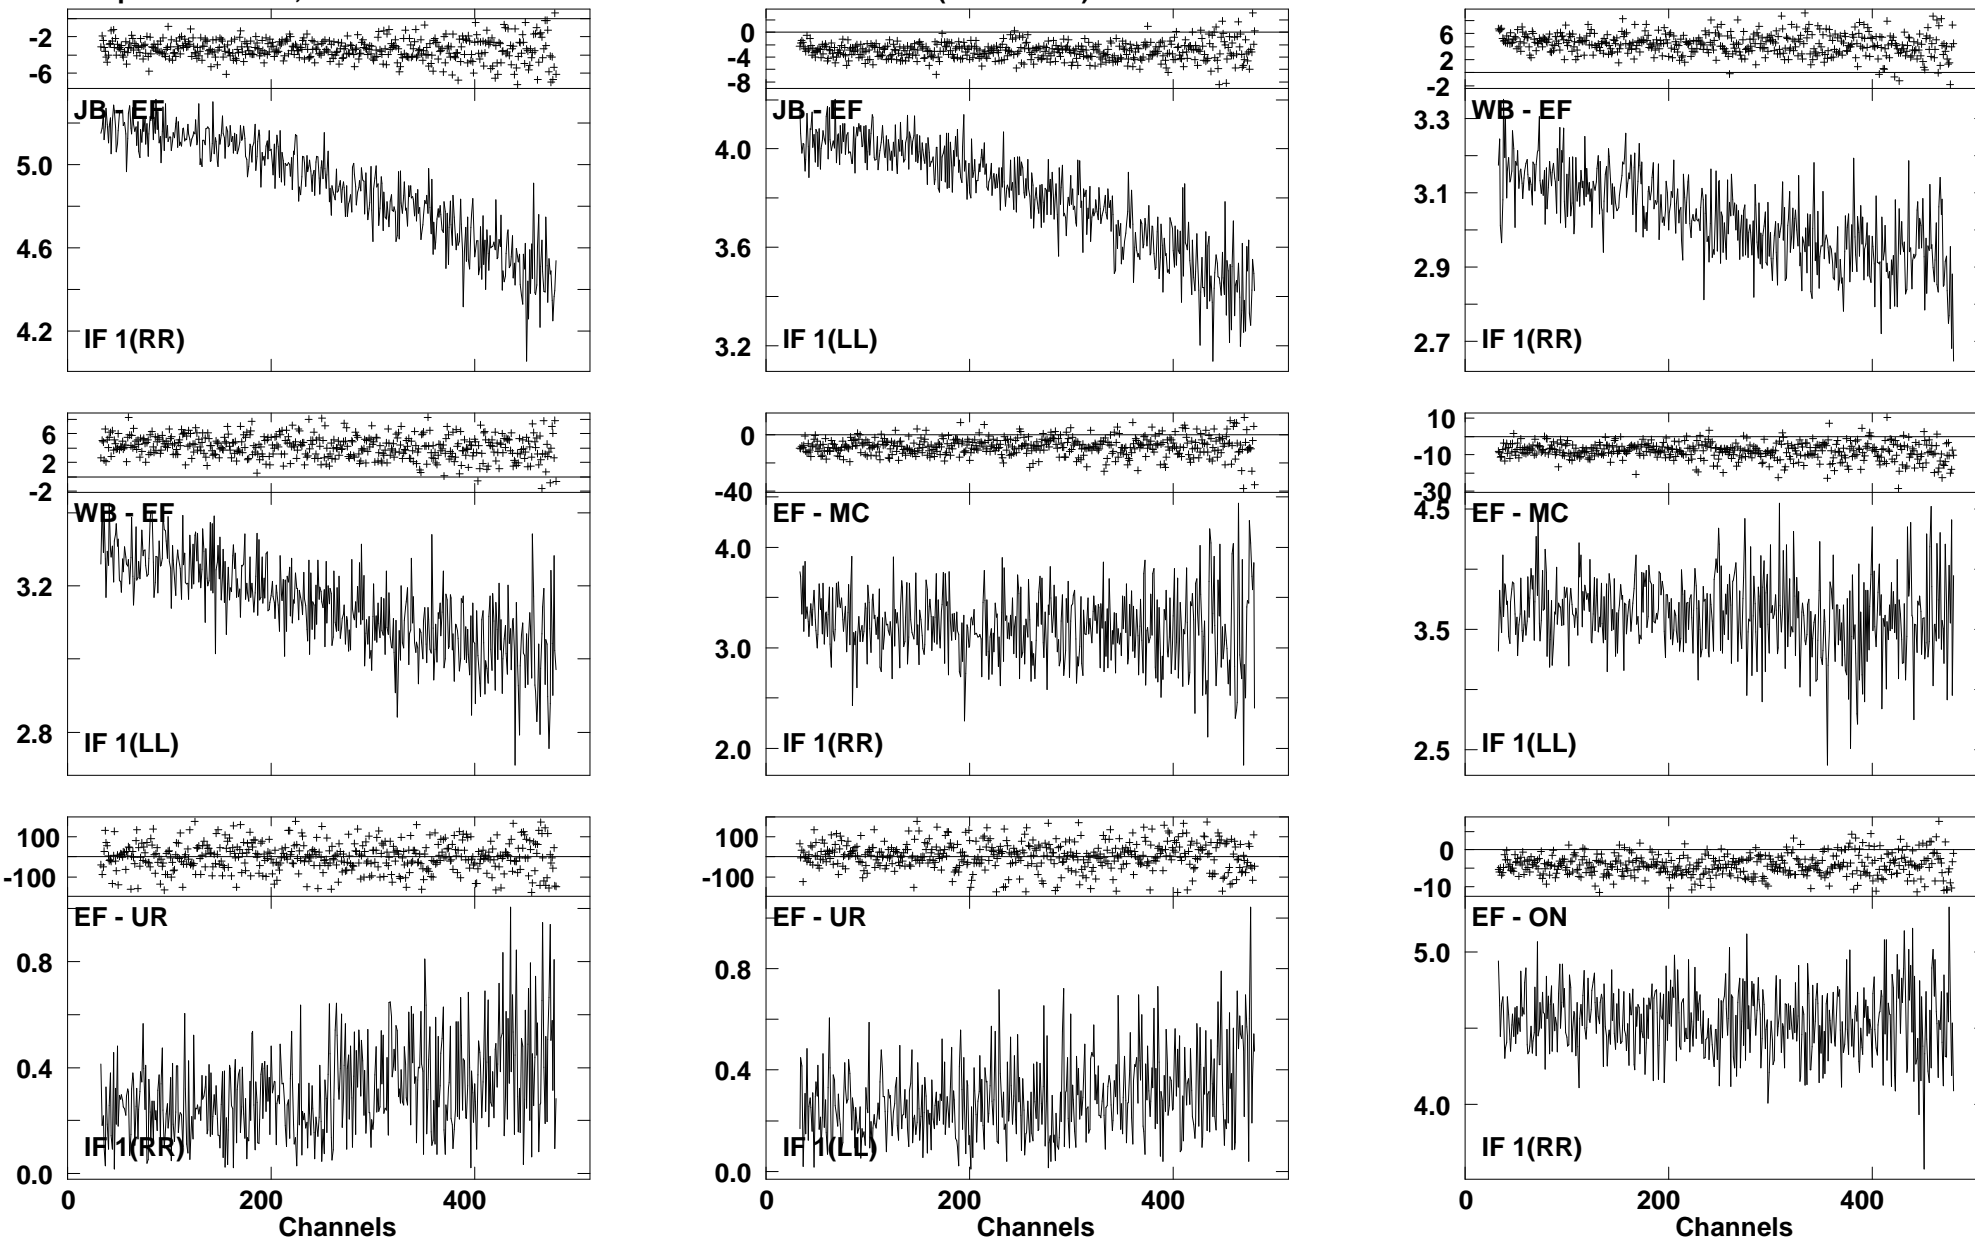 -2
-6
JB - EF
5.0
4.6
4.2
IF 1(RR)
0
-4
-8
JB - EF
4.0
3.6
3.2
IF 1(LL)
6
2
-2
WB - EF
3.3
3.1
2.9
2.7
IF 1(RR)
6
2
-2
WB - EF
3.2
2.8
IF 1(LL)
0
-40
EF - MC
4.0
3.0
2.0
IF 1(RR)
10
-10
-30
4.5
EF - MC
3.5
2.5
IF 1(LL)
100
-100
EF - UR
0.8
0.4
0.0
IF 1(RR)
0 200 400
Channels
100
-100
EF - UR
0.8
0.4
0.0
IF 1(LL)
0 200 400
Channels
0
-10
EF - ON
5.0
4.0
IF 1(RR)
0 200 400
Channels